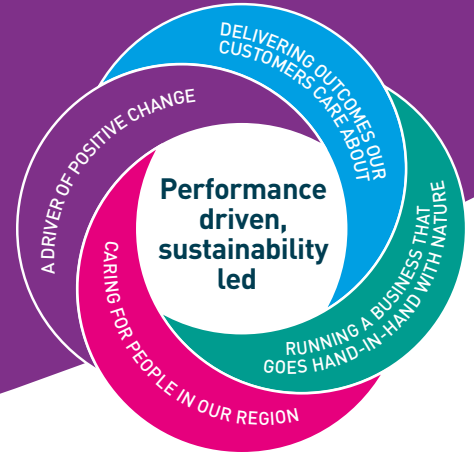 DELIVERING OUTCOMES OUR
CUSTOMERS CARE ABOUT
A DRIVER OF POSITIVE CHANGE
Performance
driven,
sustainability
led
RUNNING A BUSINESS THAT
GOES HAND-IN-HAND WITH NATURE
CARING FOR PEOPLE IN OUR REGION